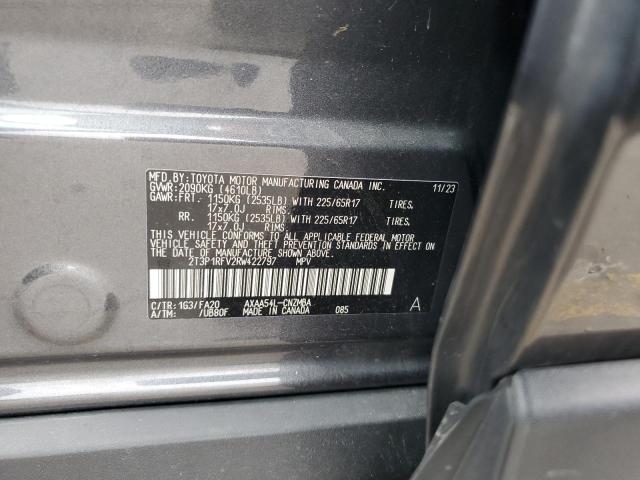 MFD.BY:TOYOTA MOTOR MANUFACTURING CANADA INC. 11/23
GVWR:2090KG (4610LB)
GAWR:FRT. 1150KG (2535LB) WITH 225/65R17 TIRES,
17x7.0J RIMS,
RR. 1150KG (2535LB) WITH 225/65R17 TIRES,
17x7.0J RIMS,
THIS VEHICLE CONFORMS TO ALL APPLICABLE FEDERAL MOTOR
VEHICLE SAFETY AND THEFT PREVENTION STANDARDS IN EFFECT ON
THE DATE OF MANUFACTURE SHOWN ABOVE.
2T3P1RFV2RW422797 MPV
C/TR:1G3/FA20 AXAA54L-CNZMBA
A/TM: /UB80F MADE IN CANADA 085 A